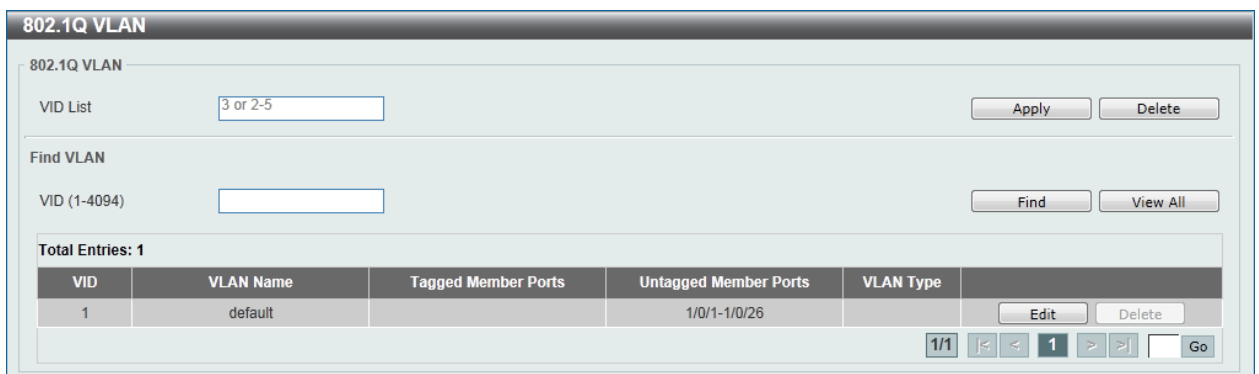 802.1Q VLAN
802.1Q VLAN
VID List 3 or 2-5 Apply Delete
Find VLAN
VID (1-4094) Find View All
Total Entries: 1
VID VLAN Name Tagged Member Ports Untagged Member Ports VLAN Type
1 default 1/0/1-1/0/26 Edit Delete
1/1 |< < 1 > >| Go